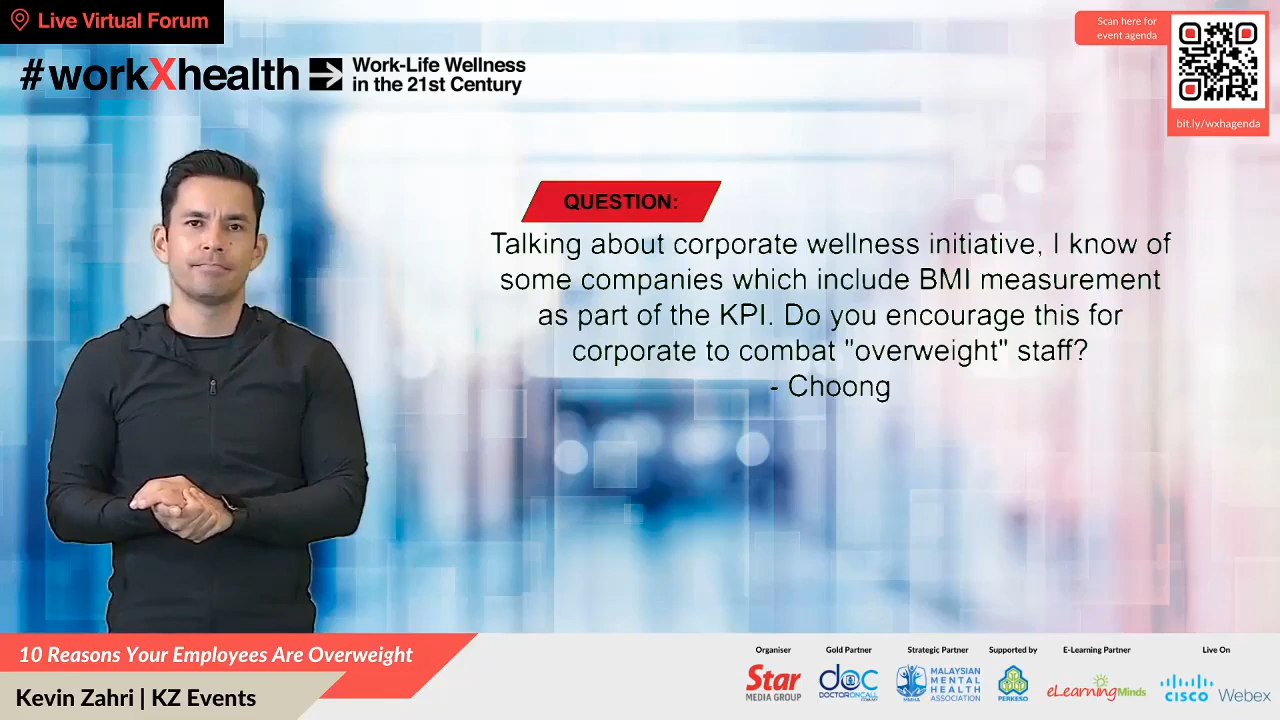 Live Virtual Forum
Scan here for
event agenda
#workXhealth
Work-Life Wellness
in the 21st Century
bit.ly/wxhagenda
QUESTION:
Talking about corporate wellness initiative, I know of
some companies which include BMI measurement
as part of the KPI. Do you encourage this for
corporate to combat "overweight" staff?
- Choong
10 Reasons Your Employees Are Overweight
Kevin Zahri | KZ Events
Organiser
Gold Partner
Strategic Partner
Supported by
E-Learning Partner
Live On
Star
MEDIA GROUP
doc
DOCTORONCALL
MMHA
MALAYSIAN
MENTAL
HEALTH
ASSOCIATION
PERKESO
eLearningMinds
CISCO
Webex